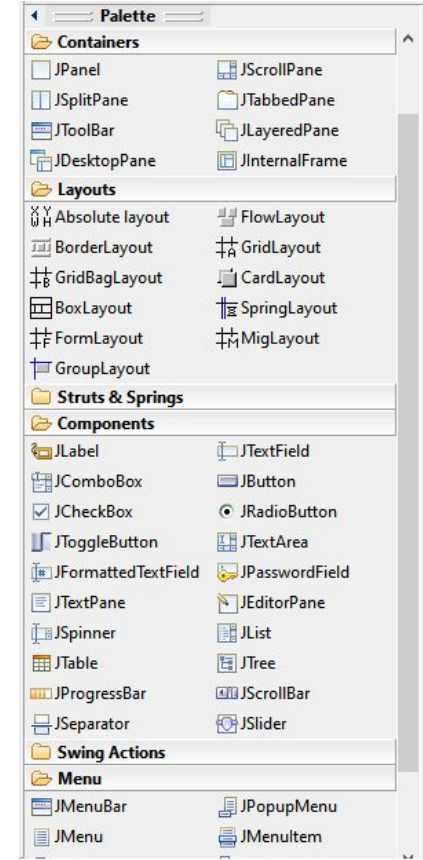 Palette
Containers
JPanel JScrollPane
JSplitPane JTabbedPane
JToolBar JLayeredPane
JDesktopPane JInternalFrame
Layouts
Absolute layout FlowLayout
BorderLayout GridLayout
GridBagLayout CardLayout
BoxLayout SpringLayout
FormLayout MigLayout
GroupLayout
Struts & Springs
Components
JLabel JTextField
JComboBox JButton
JCheckBox JRadioButton
JToggleButton JTextArea
JFormattedTextField JPasswordField
JTextPane JEditorPane
JSpinner JList
JTable JTree
JProgressBar JScrollBar
JSeparator JSlider
Swing Actions
Menu
JMenuBar JPopupMenu
JMenu JMenuItem